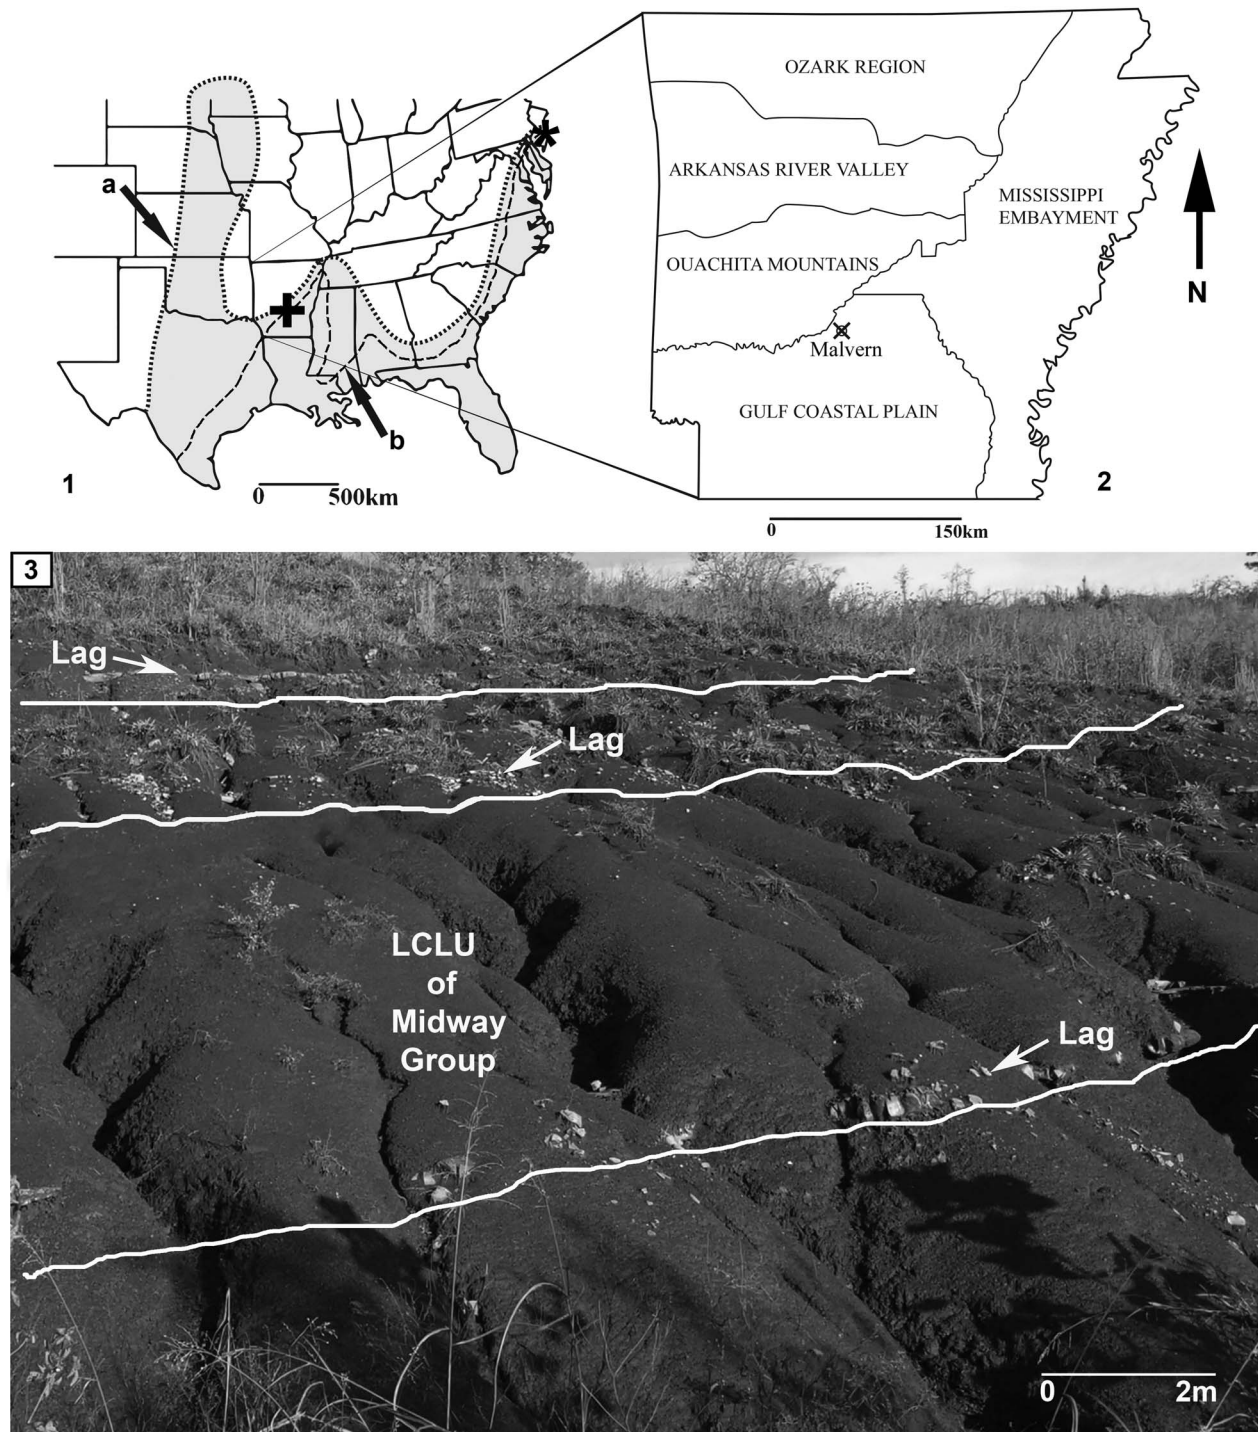 a
b
1
0 500km
OZARK REGION
ARKANSAS RIVER VALLEY
MISSISSIPPI
EMBAYMENT
OUACHITA MOUNTAINS
N
Malvern
GULF COASTAL PLAIN
2
0 150km
3
Lag
Lag
LCLU
of
Midway
Group
Lag
0 2m